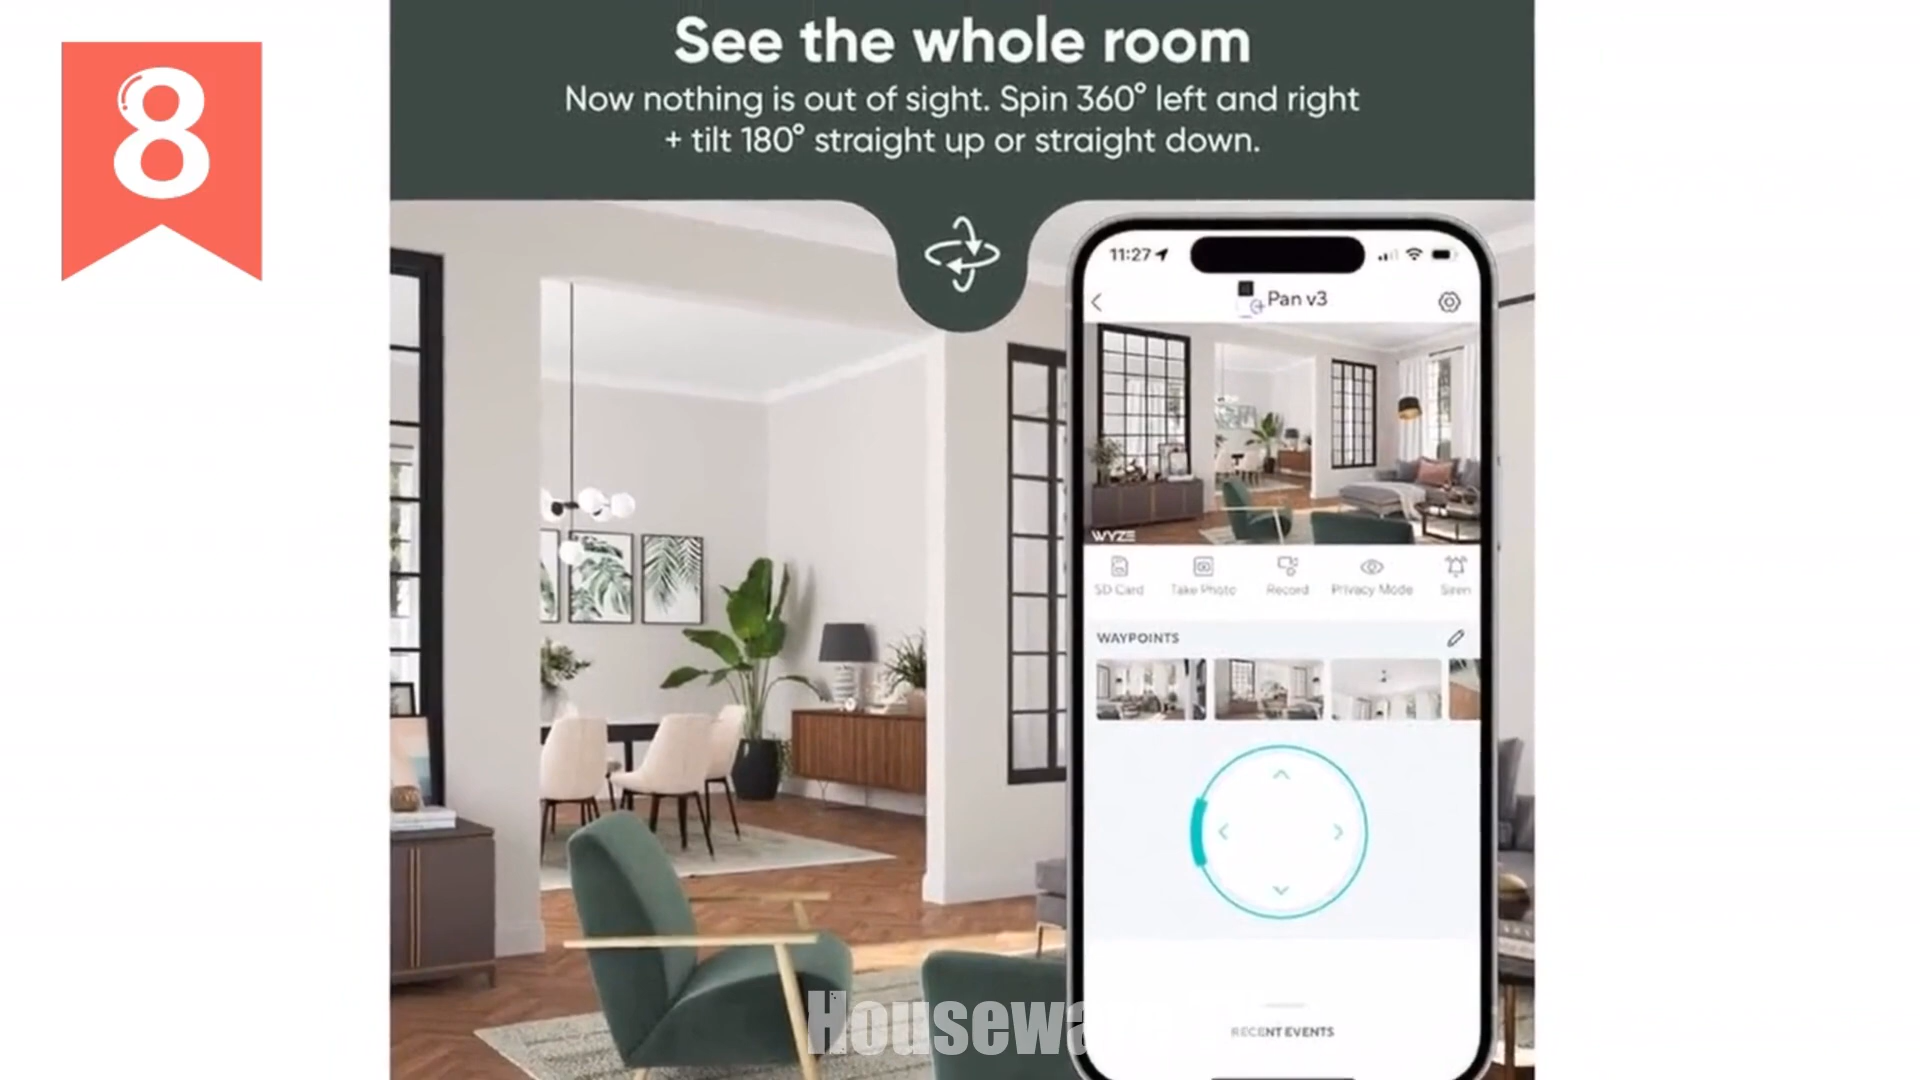 8
See the whole room
Now nothing is out of sight. Spin 360° left and right
+ tilt 180° straight up or straight down.
11:27
Pan v3
WYZE
SD Card Take Photo Record Privacy Mode Siren
WAYPOINTS
RECENT EVENTS